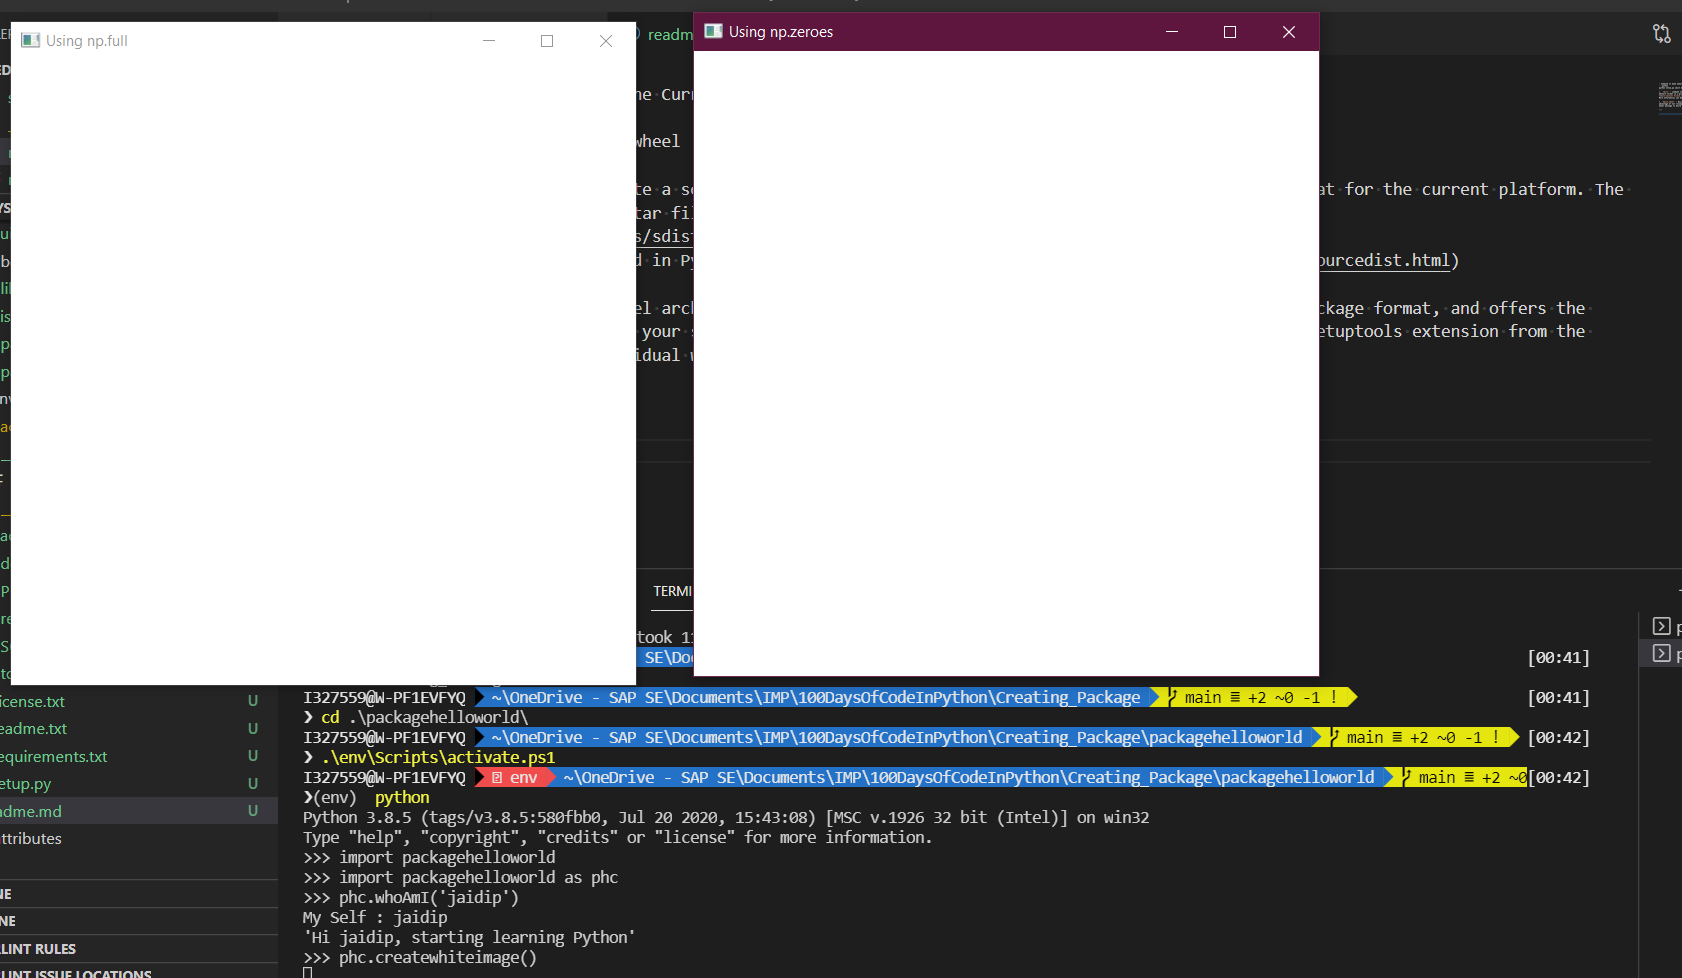 Using np.full
Using np.zeroes
readm
he Curr
wheel
te a se
at for the current platform. The
tar fil
s/sdist
d in Py
ourcedist.html)
el arch
ckage format, and offers the
your s
etuptools extension from the
idual w
TERMI
took 11
SE\Doc
[00:41]
I327559@W-PF1EVFYQ ~\OneDrive - SAP SE\Documents\IMP\100DaysOfCodeInPython\Creating_Package main ≣ +2 ~0 -1 ! [00:41]
❯ cd .\packagehelloworld\
I327559@W-PF1EVFYQ ~\OneDrive - SAP SE\Documents\IMP\100DaysOfCodeInPython\Creating_Package\packagehelloworld main ≣ +2 ~0 -1 ! [00:42]
❯ .\env\Scripts\activate.ps1
I327559@W-PF1EVFYQ env ~\OneDrive - SAP SE\Documents\IMP\100DaysOfCodeInPython\Creating_Package\packagehelloworld main ≣ +2 ~0[00:42]
❯(env) python
Python 3.8.5 (tags/v3.8.5:580fbb0, Jul 20 2020, 15:43:08) [MSC v.1926 32 bit (Intel)] on win32
Type "help", "copyright", "credits" or "license" for more information.
>>> import packagehelloworld
>>> import packagehelloworld as phc
>>> phc.whoAmI('jaidip')
My Self : jaidip
'Hi jaidip, starting learning Python'
>>> phc.createwhiteimage()
icense.txt U
eadme.txt U
equirements.txt U
etup.py U
adme.md U
ttributes
NE
NE
LINT RULES
LINT ISSUE LOCATIONS